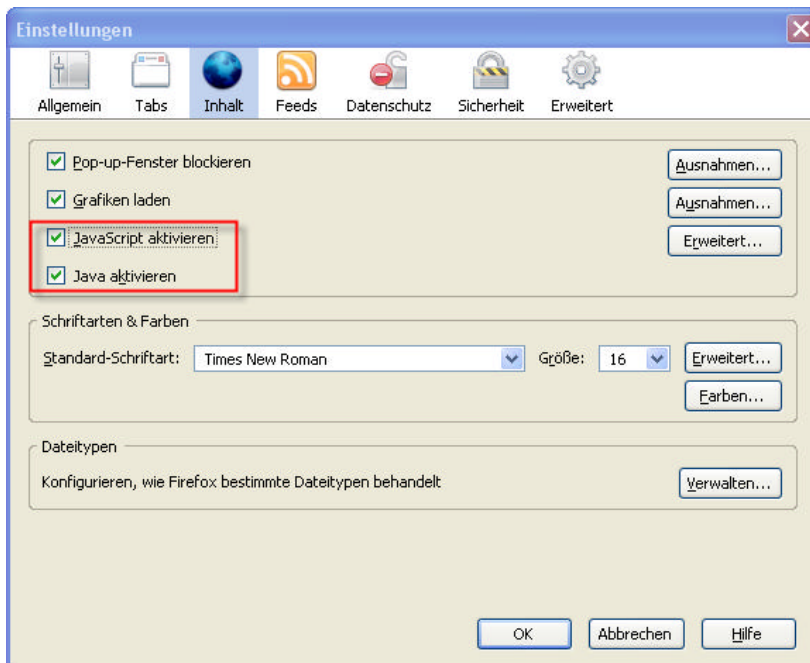 Einstellungen
Allgemein Tabs Inhalt Feeds Datenschutz Sicherheit Erweitert
Pop-up-Fenster blockieren Ausnahmen...
Grafiken laden Ausnahmen...
JavaScript aktivieren Erweitert...
Java aktivieren
Schriftarten & Farben
Standard-Schriftart: Times New Roman Größe: 16 Erweitert...
Farben...
Dateitypen
Konfigurieren, wie Firefox bestimmte Dateitypen behandelt Verwalten...
OK Abbrechen Hilfe